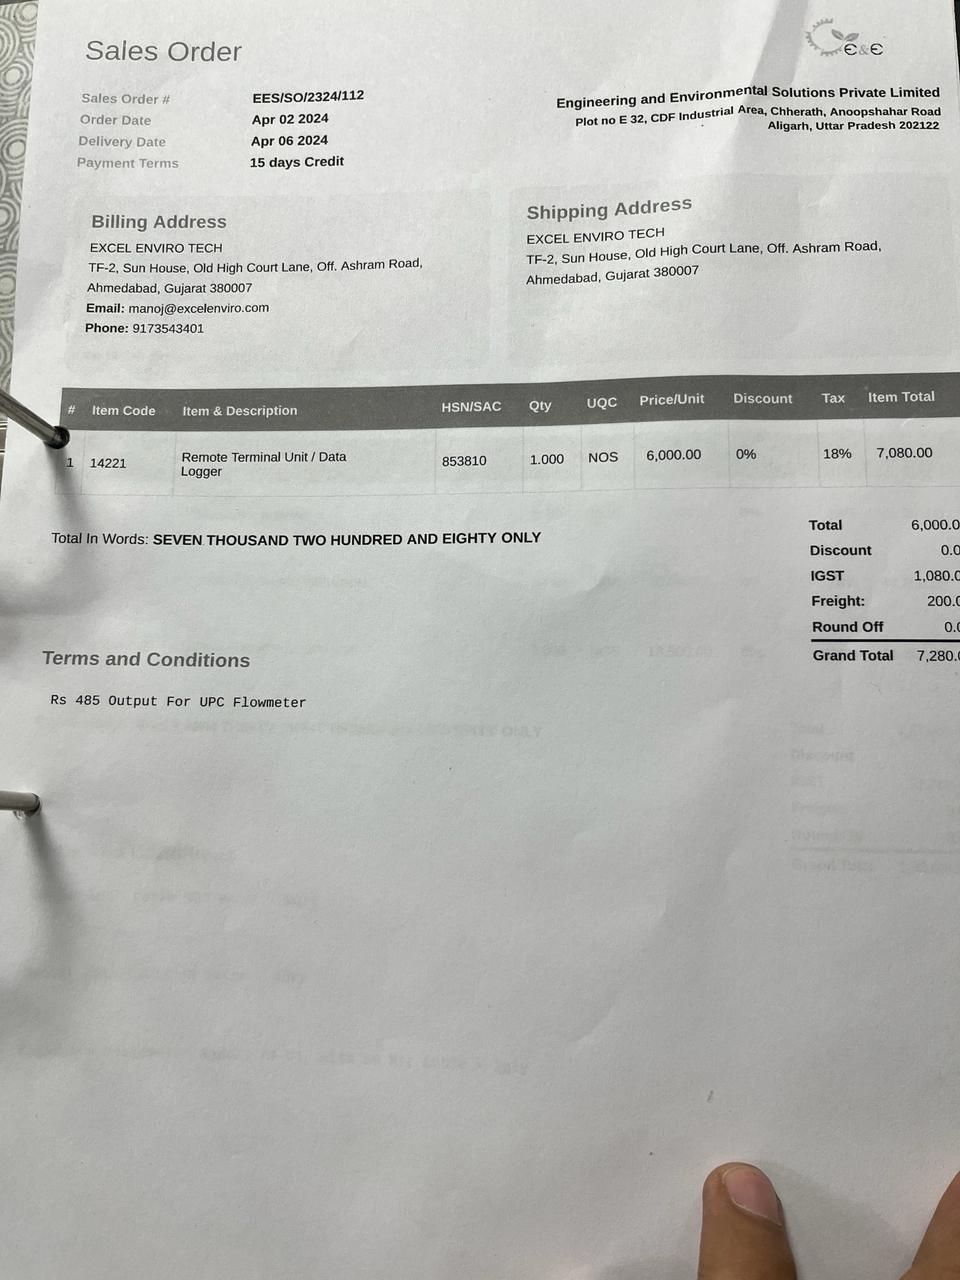 Є&Є
Sales Order
Sales Order # EES/SO/2324/112
Order Date Apr 02 2024
Delivery Date Apr 06 2024
Payment Terms 15 days Credit
Engineering and Environmental Solutions Private Limited
Plot no E 32, CDF Industrial Area, Chherath, Anoopshahar Road
Aligarh, Uttar Pradesh 202122
Billing Address
EXCEL ENVIRO TECH
TF-2, Sun House, Old High Court Lane, Off. Ashram Road,
Ahmedabad, Gujarat 380007
Email: manoj@excelenviro.com
Phone: 9173543401
Shipping Address
EXCEL ENVIRO TECH
TF-2, Sun House, Old High Court Lane, Off. Ashram Road,
Ahmedabad, Gujarat 380007
# Item Code Item & Description HSN/SAC Qty UQC Price/Unit Discount Tax Item Total
1 14221 Remote Terminal Unit / Data 853810 1.000 NOS 6,000.00 0% 18% 7,080.00
Logger
Total In Words: SEVEN THOUSAND TWO HUNDRED AND EIGHTY ONLY
Total 6,000.0
Discount 0.0
IGST 1,080.0
Freight: 200.0
Round Off 0.0
Grand Total 7,280.0
Terms and Conditions
Rs 485 Output For UPC Flowmeter